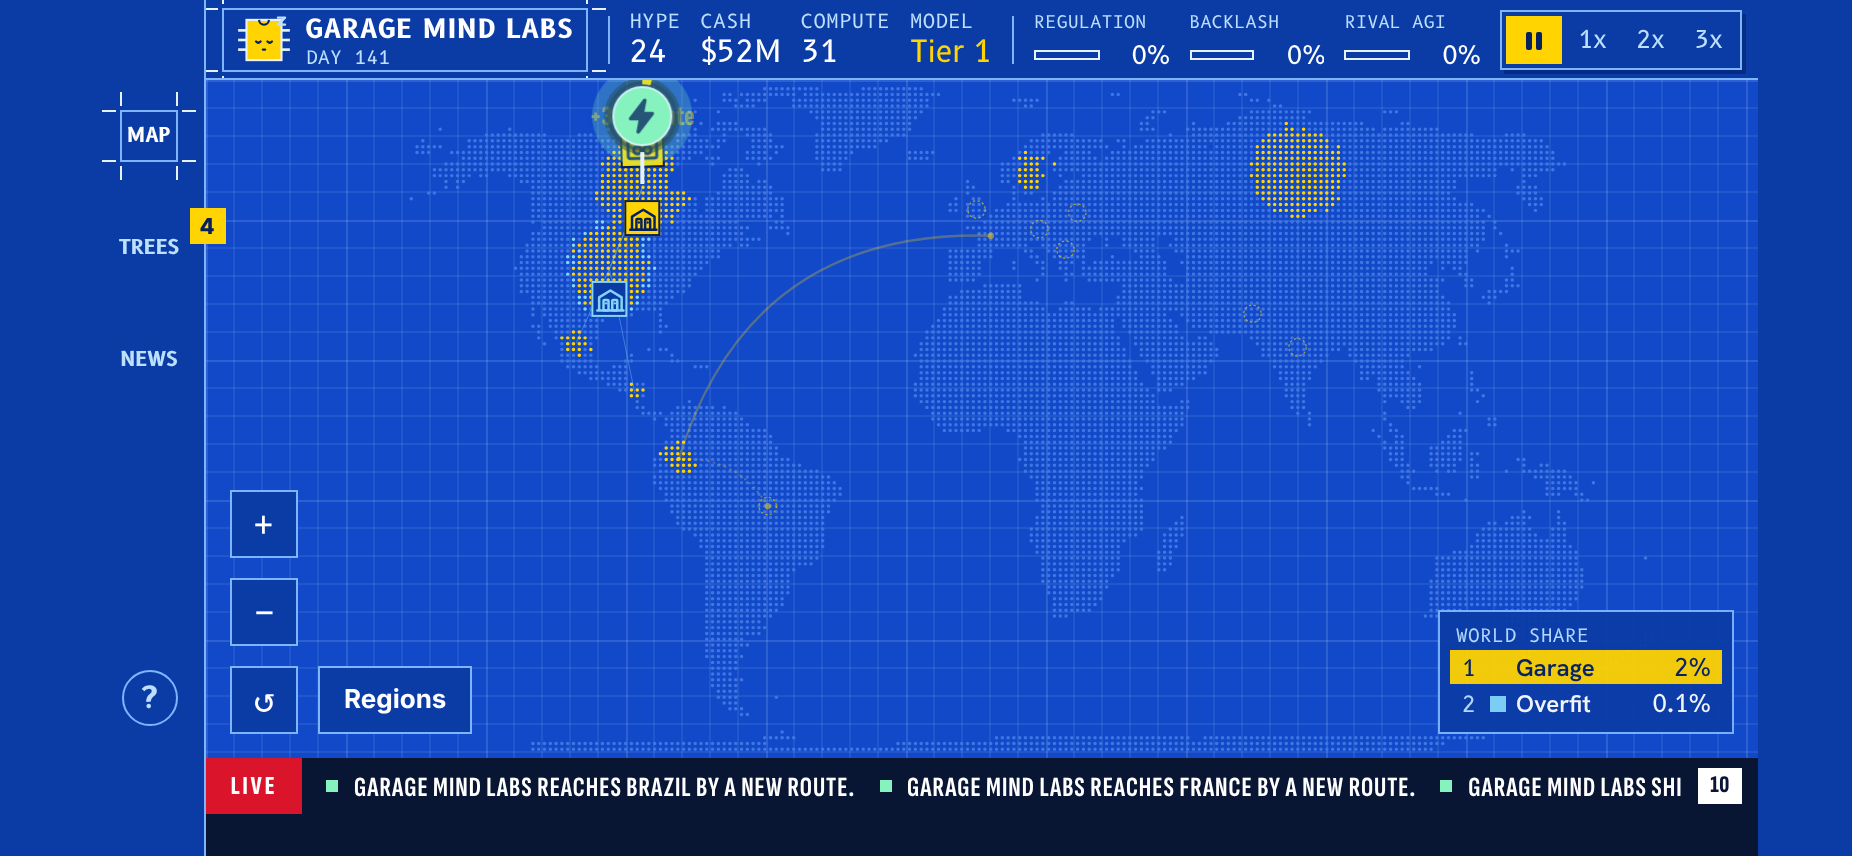 GARAGE MIND LABS
DAY 141
HYPE
24
CASH
$52M
COMPUTE
31
MODEL
Tier 1
REGULATION
0%
BACKLASH
0%
RIVAL AGI
0%
1x
2x
3x
MAP
4
TREES
NEWS
+
−
↺
Regions
?
WORLD SHARE
1 Garage 2%
2 Overfit 0.1%
LIVE
GARAGE MIND LABS REACHES BRAZIL BY A NEW ROUTE. GARAGE MIND LABS REACHES FRANCE BY A NEW ROUTE. GARAGE MIND LABS SHI
10